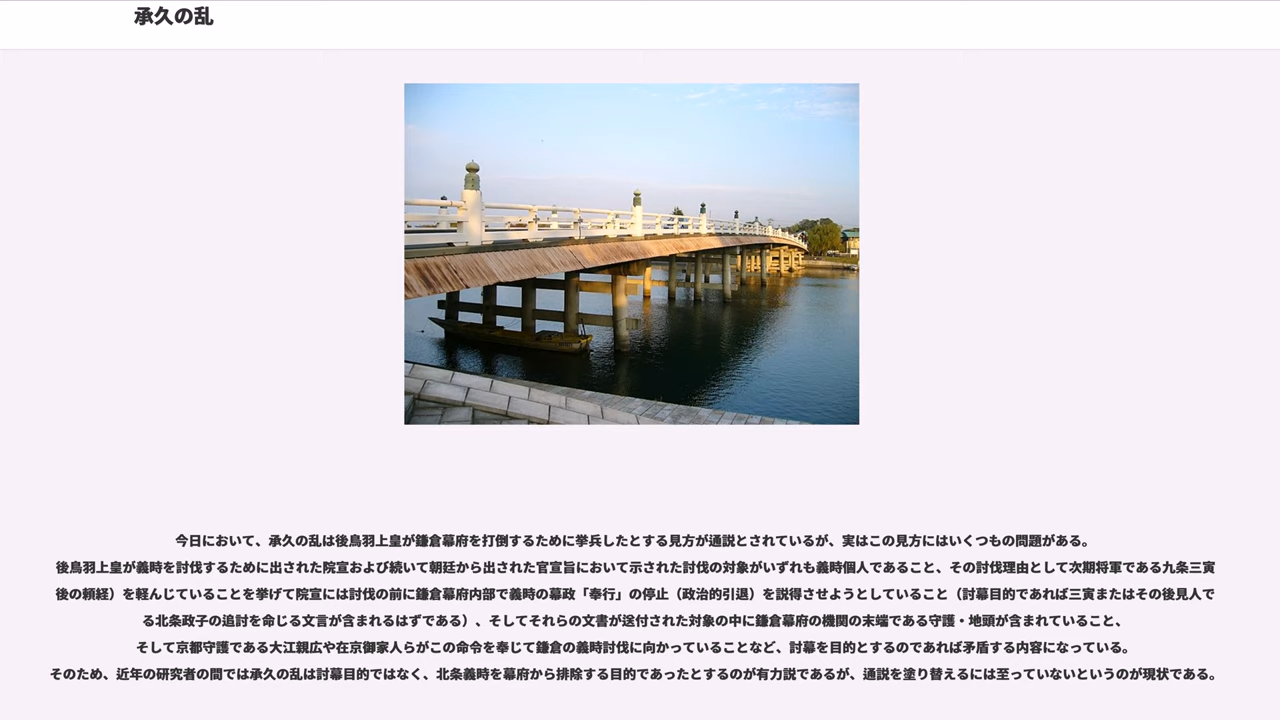 承久の乱
今日において、承久の乱は後鳥羽上皇が鎌倉幕府を打倒するために挙兵したとする見方が通説とされているが、実はこの見方にはいくつもの問題がある。
後鳥羽上皇が義時を討伐するために出された院宣および続いて朝廷から出された官宣旨において示された討伐の対象がいずれも義時個人であること、その討伐理由として次期将軍である九条三寅
後の頼経）を軽んじていることを挙げて院宣には討伐の前に鎌倉幕府内部で義時の幕政「奉行」の停止（政治的引退）を説得させようとしていること（討幕目的であれば三寅またはその後見人で
る北条政子の追討を命じる文言が含まれるはずである）、そしてそれらの文書が送付された対象の中に鎌倉幕府の機関の末端である守護・地頭が含まれていること、
そして京都守護である大江親広や在京御家人らがこの命令を奉じて鎌倉の義時討伐に向かっていることなど、討幕を目的とするのであれば矛盾する内容になっている。
そのため、近年の研究者の間では承久の乱は討幕目的ではなく、北条義時を幕府から排除する目的であったとするのが有力説であるが、通説を塗り替えるには至っていないというのが現状である。